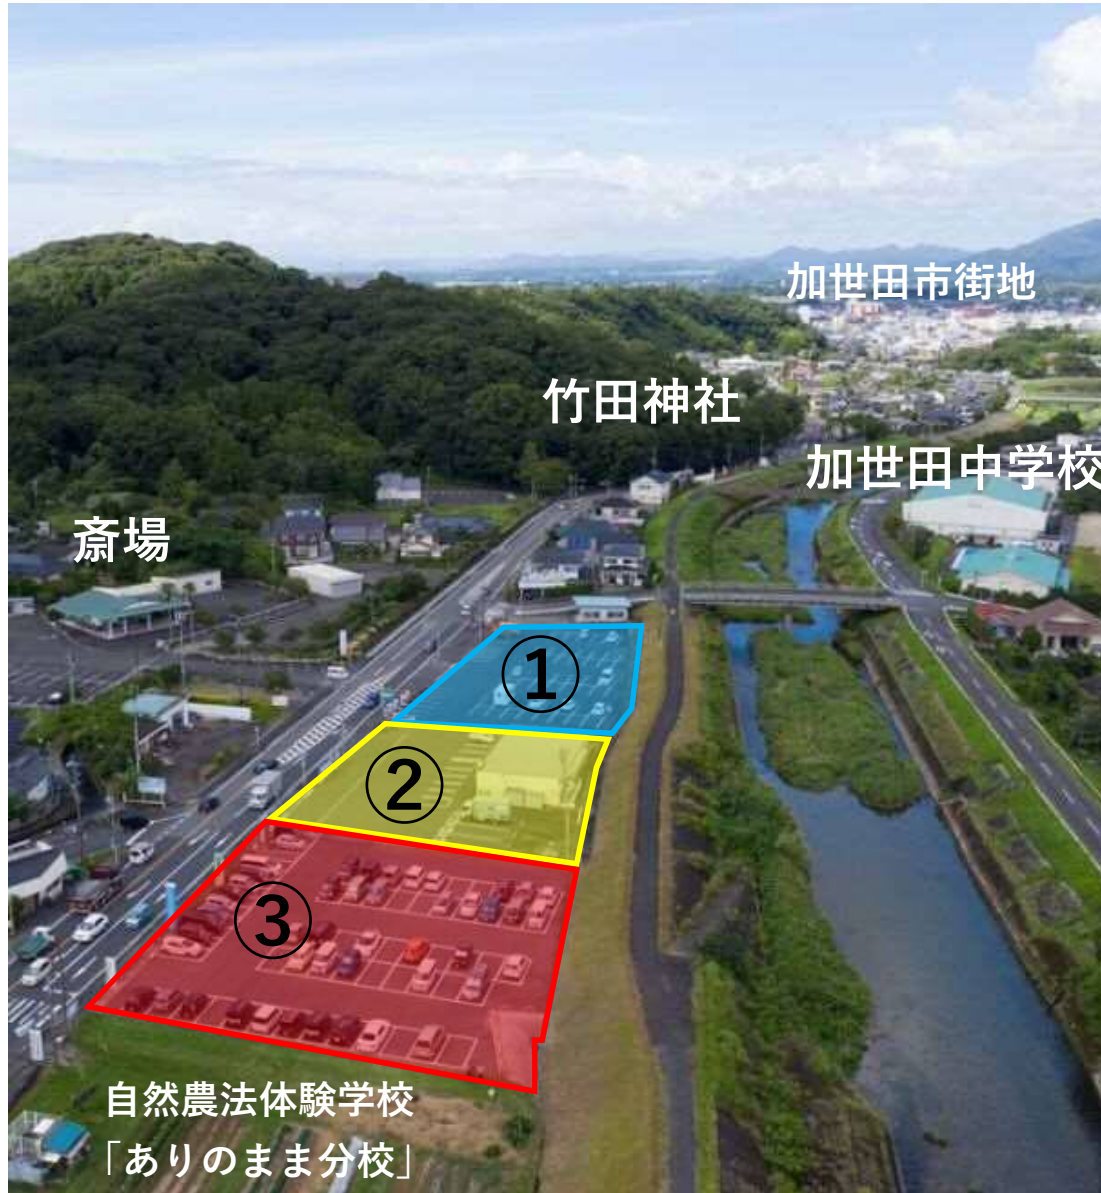 加世田市街地
竹田神社
加世田中学校
斎場
①
②
③
自然農法体験学校
「ありのまま分校」